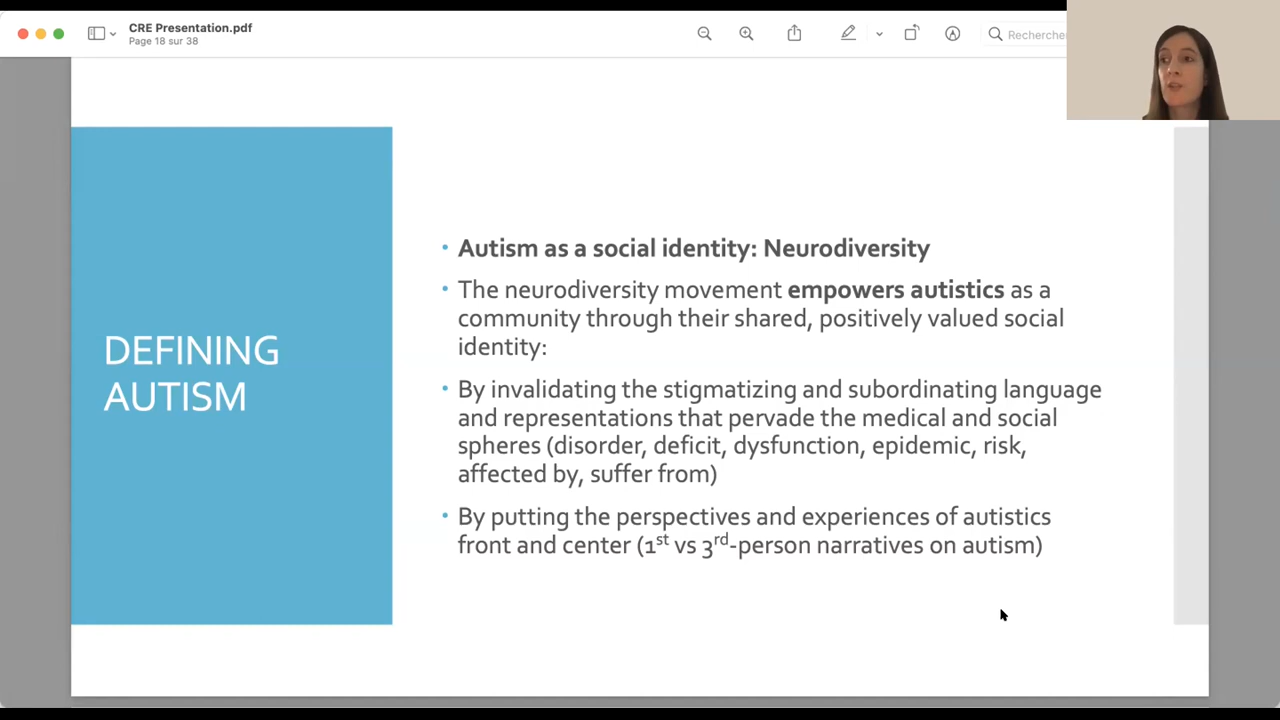 CRE Presentation.pdf
Page 18 sur 38
Rechercher
DEFINING
AUTISM
• Autism as a social identity: Neurodiversity
• The neurodiversity movement empowers autistics as a
community through their shared, positively valued social
identity:
• By invalidating the stigmatizing and subordinating language
and representations that pervade the medical and social
spheres (disorder, deficit, dysfunction, epidemic, risk,
affected by, suffer from)
• By putting the perspectives and experiences of autistics
front and center (1st vs 3rd-person narratives on autism)